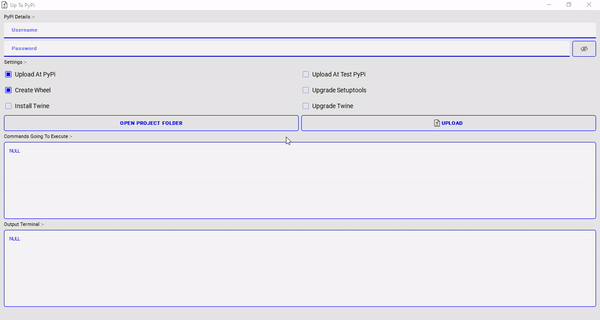 Up To PyPi
PyPi Details :-
Username
Password
Settings :-
Upload At PyPi
Upload At Test PyPi
Create Wheel
Upgrade Setuptools
Install Twine
Upgrade Twine
OPEN PROJECT FOLDER
UPLOAD
Commands Going To Execute :-
NULL
Output Terminal :-
NULL